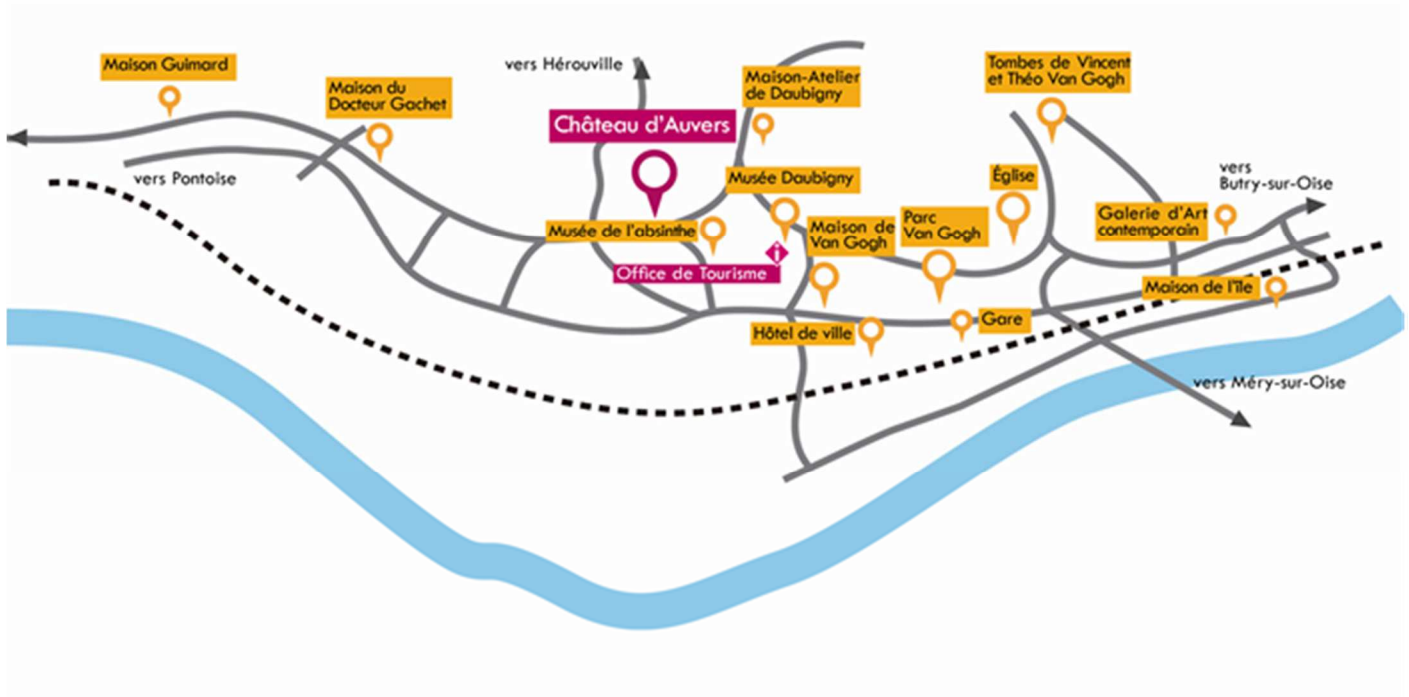 Maison Guimard
Maison du
Docteur Gachet
vers Pontoise
vers Hérouville
Château d'Auvers
Maison-Atelier
de Daubigny
Musée Daubigny
Musée de l'absinthe
Office de Tourisme
i
Maison de
Van Gogh
Parc
Van Gogh
Hôtel de ville
Gare
Église
Tombes de Vincent
et Théo Van Gogh
Galerie d'Art
contemporain
vers
Butry-sur-Oise
Maison de l'île
vers Méry-sur-Oise